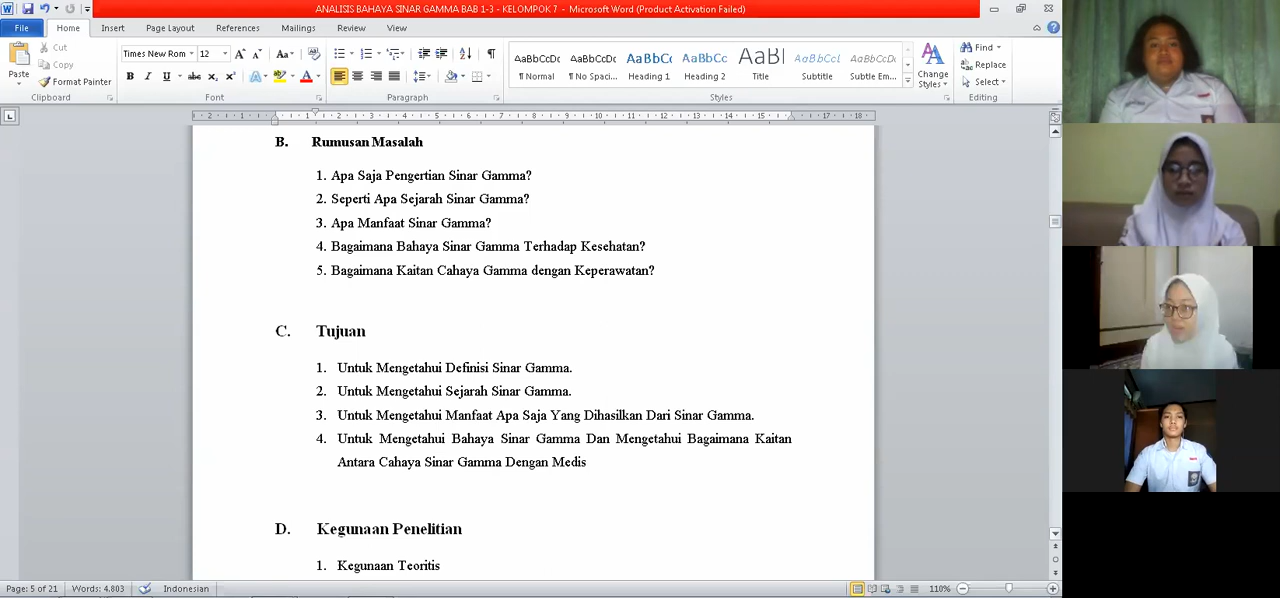 ANALISIS BAHAYA SINAR GAMMA BAB 1-3 - KELOMPOK 7 - Microsoft Word (Product Activation Failed)
File Home Insert Page Layout References Mailings Review View
Paste
Cut
Copy
Format Painter
Clipboard
Times New Rom 12
Font
Paragraph
AaBbCcDc AaBbCcDc AaBbC AaBbCc AaBl AaBbCcL AaBbCcDc
¶ Normal ¶ No Spaci... Heading 1 Heading 2 Title Subtitle Subtle Em...
Change Styles
Styles
Find
Replace
Select
Editing
B. Rumusan Masalah
1. Apa Saja Pengertian Sinar Gamma?
2. Seperti Apa Sejarah Sinar Gamma?
3. Apa Manfaat Sinar Gamma?
4. Bagaimana Bahaya Sinar Gamma Terhadap Kesehatan?
5. Bagaimana Kaitan Cahaya Gamma dengan Keperawatan?
C. Tujuan
1. Untuk Mengetahui Definisi Sinar Gamma.
2. Untuk Mengetahui Sejarah Sinar Gamma.
3. Untuk Mengetahui Manfaat Apa Saja Yang Dihasilkan Dari Sinar Gamma.
4. Untuk Mengetahui Bahaya Sinar Gamma Dan Mengetahui Bagaimana Kaitan
Antara Cahaya Sinar Gamma Dengan Medis
D. Kegunaan Penelitian
1. Kegunaan Teoritis
Page: 5 of 21 Words: 4.803 Indonesian 110%